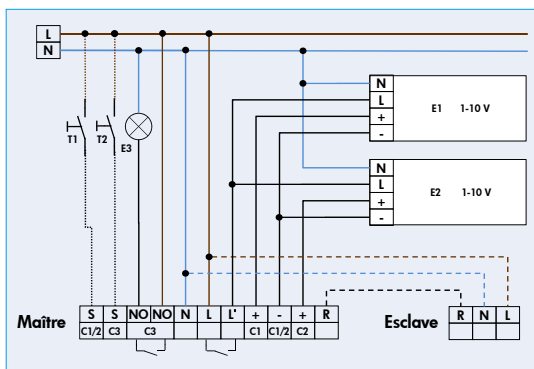 L
N
T1
T2
E3
N
L
E1 1-10 V
+
-
N
L
E2 1-10 V
+
-
Maître
S S NO NO N L L' + - + R
C1/2 C3 C3 C1 C1/2 C2
Esclave
R N L